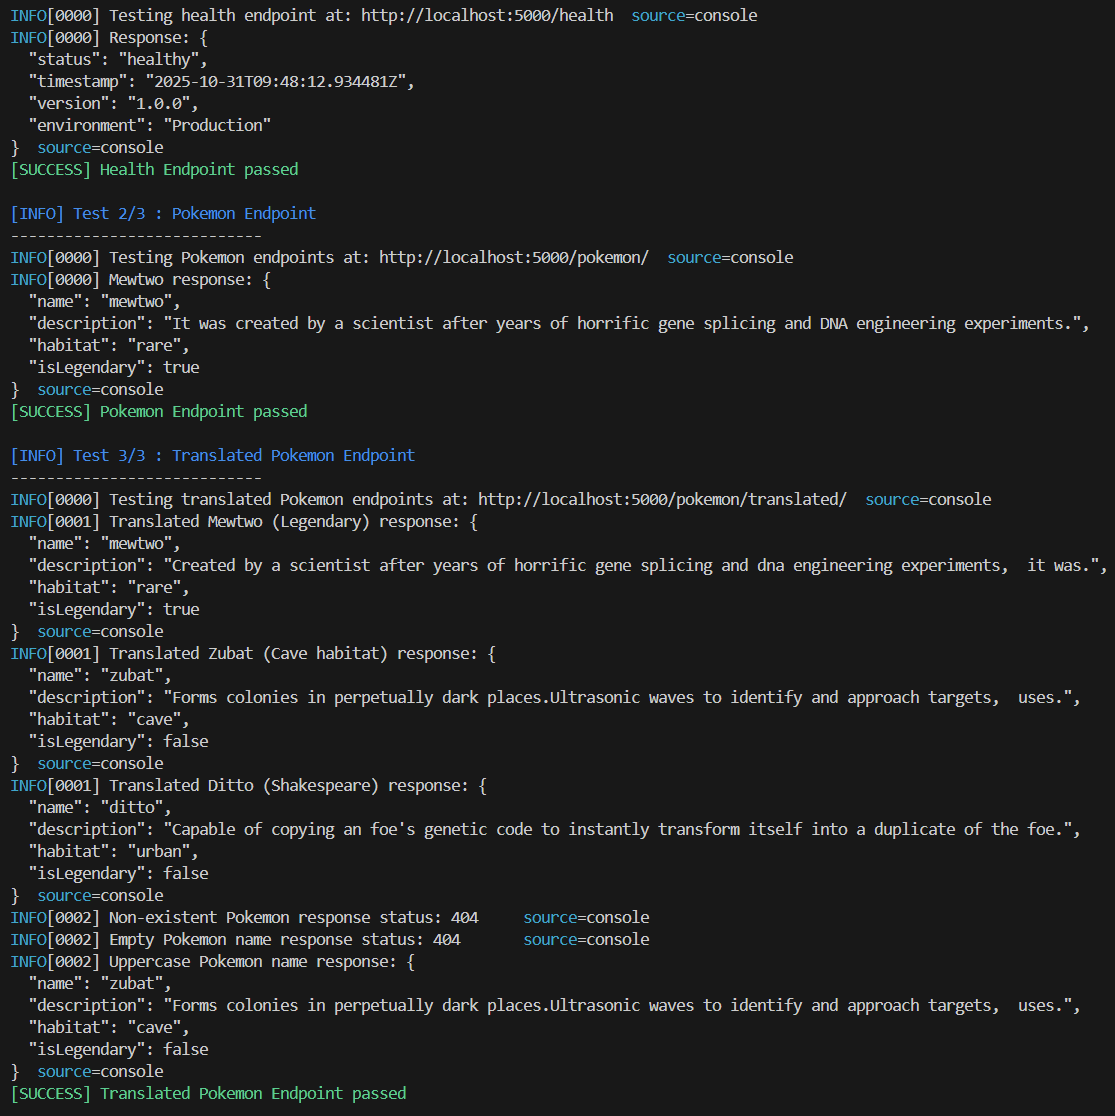 INFO[0000] Testing health endpoint at: http://localhost:5000/health  source=console
INFO[0000] Response: {
  "status": "healthy",
  "timestamp": "2025-10-31T09:48:12.934481Z",
  "version": "1.0.0",
  "environment": "Production"
}  source=console
[SUCCESS] Health Endpoint passed

[INFO] Test 2/3 : Pokemon Endpoint
----------------------------
INFO[0000] Testing Pokemon endpoints at: http://localhost:5000/pokemon/  source=console
INFO[0000] Mewtwo response: {
  "name": "mewtwo",
  "description": "It was created by a scientist after years of horrific gene splicing and DNA engineering experiments.",
  "habitat": "rare",
  "isLegendary": true
}  source=console
[SUCCESS] Pokemon Endpoint passed

[INFO] Test 3/3 : Translated Pokemon Endpoint
----------------------------
INFO[0000] Testing translated Pokemon endpoints at: http://localhost:5000/pokemon/translated/  source=console
INFO[0001] Translated Mewtwo (Legendary) response: {
  "name": "mewtwo",
  "description": "Created by a scientist after years of horrific gene splicing and dna engineering experiments,  it was.",
  "habitat": "rare",
  "isLegendary": true
}  source=console
INFO[0001] Translated Zubat (Cave habitat) response: {
  "name": "zubat",
  "description": "Forms colonies in perpetually dark places.Ultrasonic waves to identify and approach targets,  uses.",
  "habitat": "cave",
  "isLegendary": false
}  source=console
INFO[0001] Translated Ditto (Shakespeare) response: {
  "name": "ditto",
  "description": "Capable of copying an foe's genetic code to instantly transform itself into a duplicate of the foe.",
  "habitat": "urban",
  "isLegendary": false
}  source=console
INFO[0002] Non-existent Pokemon response status: 404     source=console
INFO[0002] Empty Pokemon name response status: 404       source=console
INFO[0002] Uppercase Pokemon name response: {
  "name": "zubat",
  "description": "Forms colonies in perpetually dark places.Ultrasonic waves to identify and approach targets,  uses.",
  "habitat": "cave",
  "isLegendary": false
}  source=console
[SUCCESS] Translated Pokemon Endpoint passed